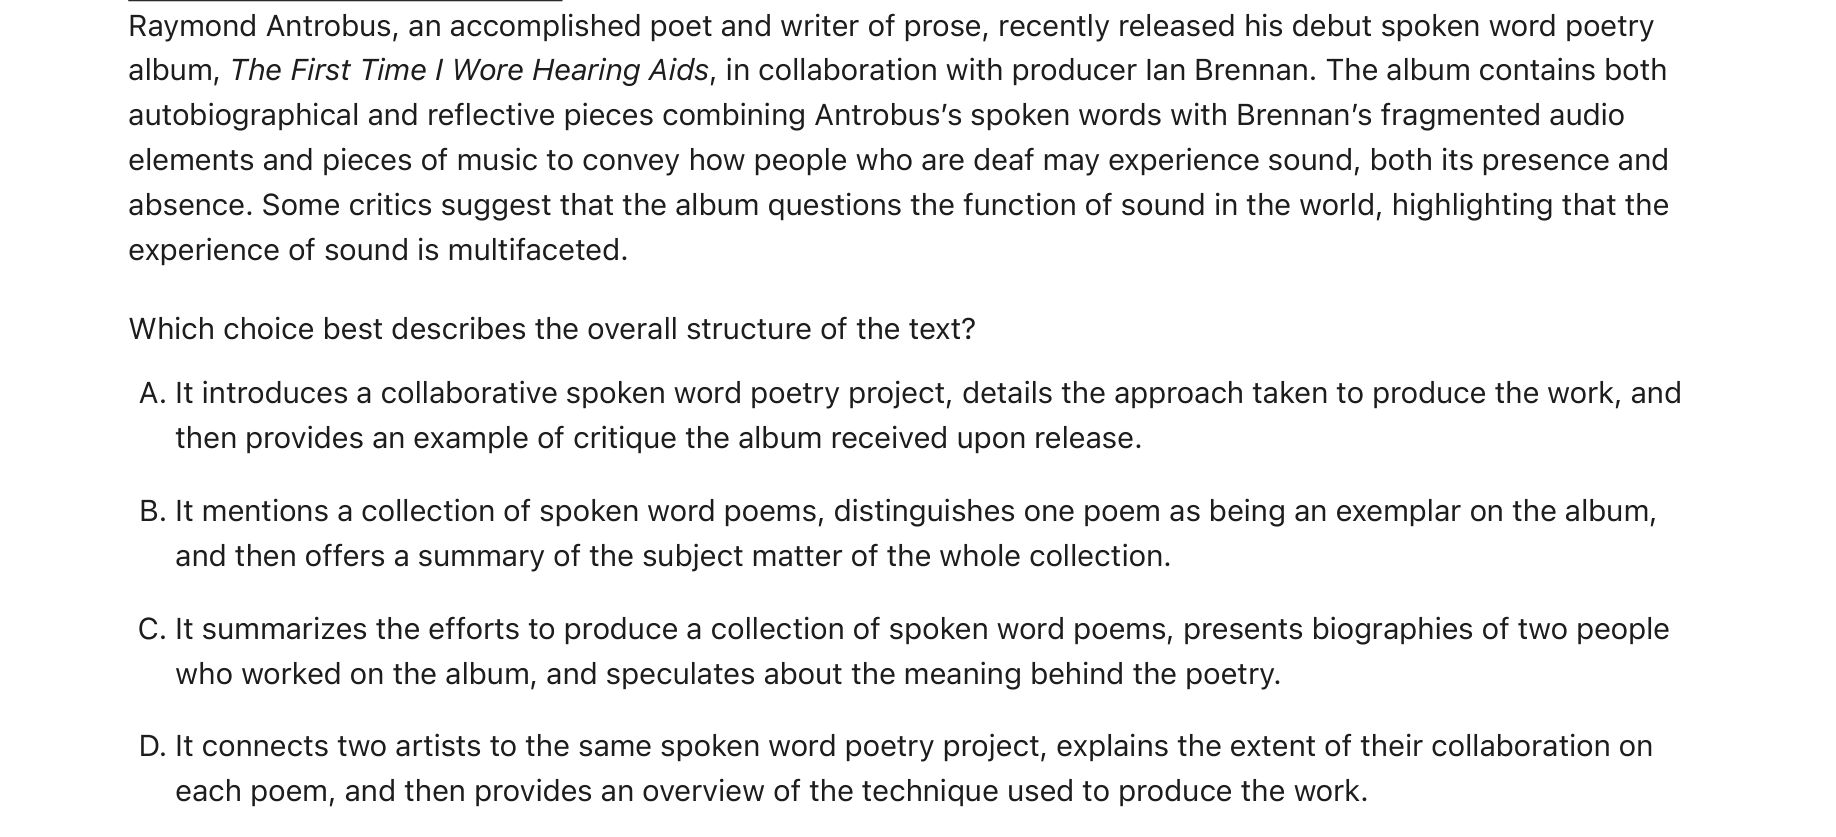 Raymond Antrobus, an accomplished poet and writer of prose, recently released his debut spoken word poetry
album, The First Time I Wore Hearing Aids, in collaboration with producer Ian Brennan. The album contains both
autobiographical and reflective pieces combining Antrobus’s spoken words with Brennan’s fragmented audio
elements and pieces of music to convey how people who are deaf may experience sound, both its presence and
absence. Some critics suggest that the album questions the function of sound in the world, highlighting that the
experience of sound is multifaceted.
Which choice best describes the overall structure of the text?
A. It introduces a collaborative spoken word poetry project, details the approach taken to produce the work, and
then provides an example of critique the album received upon release.
B. It mentions a collection of spoken word poems, distinguishes one poem as being an exemplar on the album,
and then offers a summary of the subject matter of the whole collection.
C. It summarizes the efforts to produce a collection of spoken word poems, presents biographies of two people
who worked on the album, and speculates about the meaning behind the poetry.
D. It connects two artists to the same spoken word poetry project, explains the extent of their collaboration on
each poem, and then provides an overview of the technique used to produce the work.